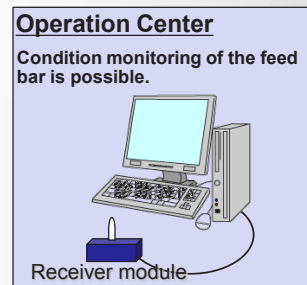 Operation Center
Condition monitoring of the feed
bar is possible.
Receiver module